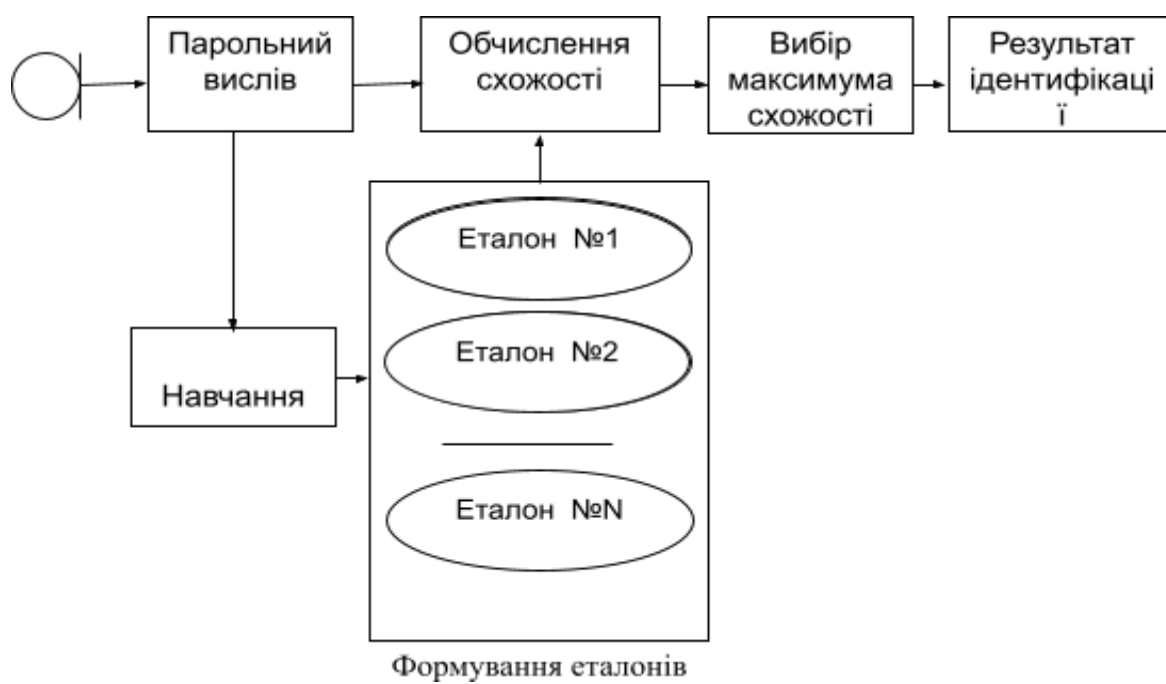 Парольний
вислів
Обчислення
схожості
Вибір
максимума
схожості
Результат
ідентифікаці
ї
Еталон №1
Еталон №2
Навчання
Еталон №N
Формування еталонів